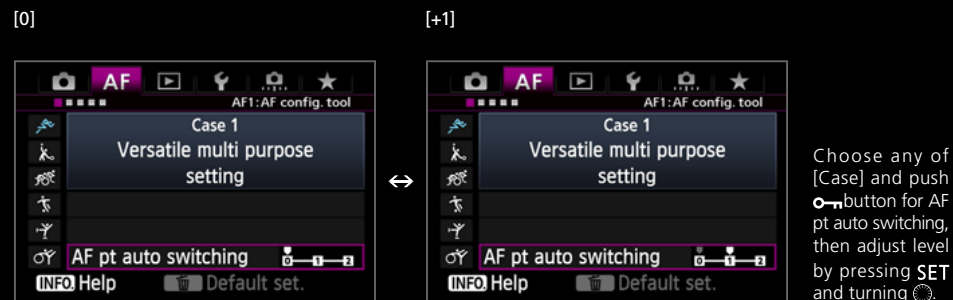 [0]
AF
AF1:AF config. tool
Case 1
Versatile multi purpose
setting
AF pt auto switching
0 1 2
INFO. Help
Default set.
[+1]
AF
AF1:AF config. tool
Case 1
Versatile multi purpose
setting
AF pt auto switching
0 1 2
INFO. Help
Default set.
Choose any of
[Case] and push
button for AF
pt auto switching,
then adjust level
by pressing SET
and turning .